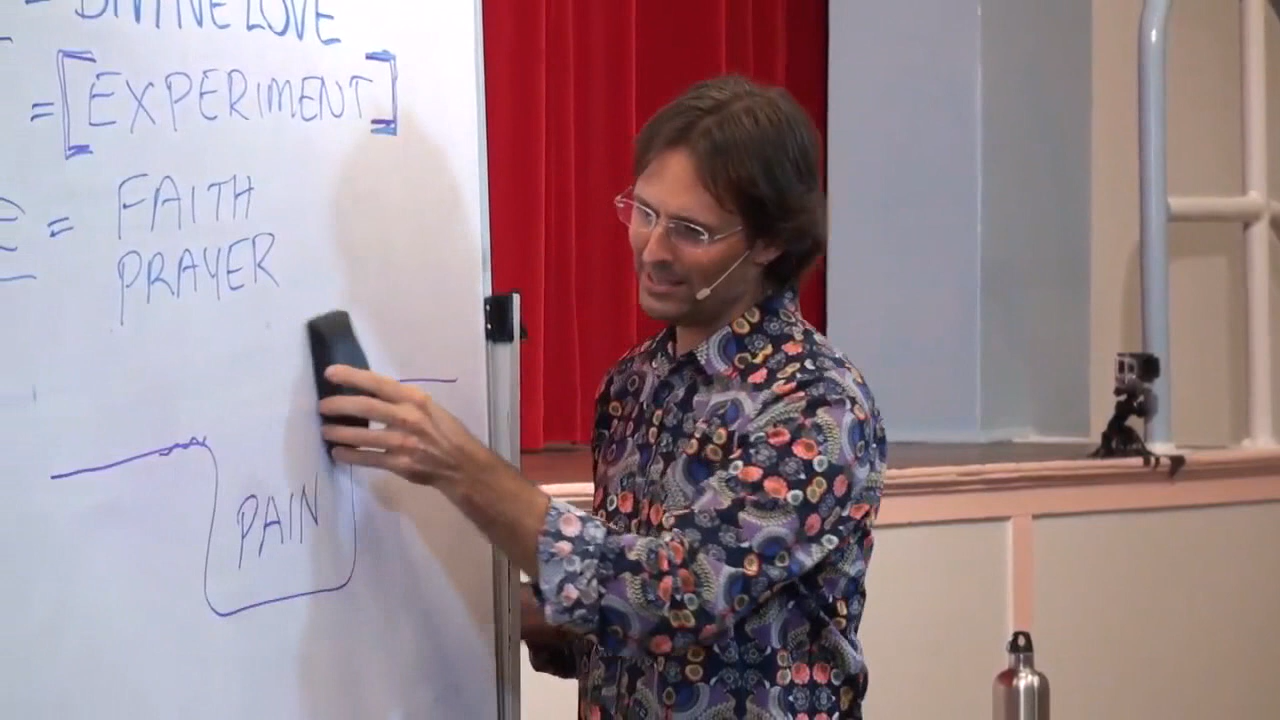 = DIVINE LOVE
= [EXPERIMENT]
E = FAITH
PRAYER
PAIN